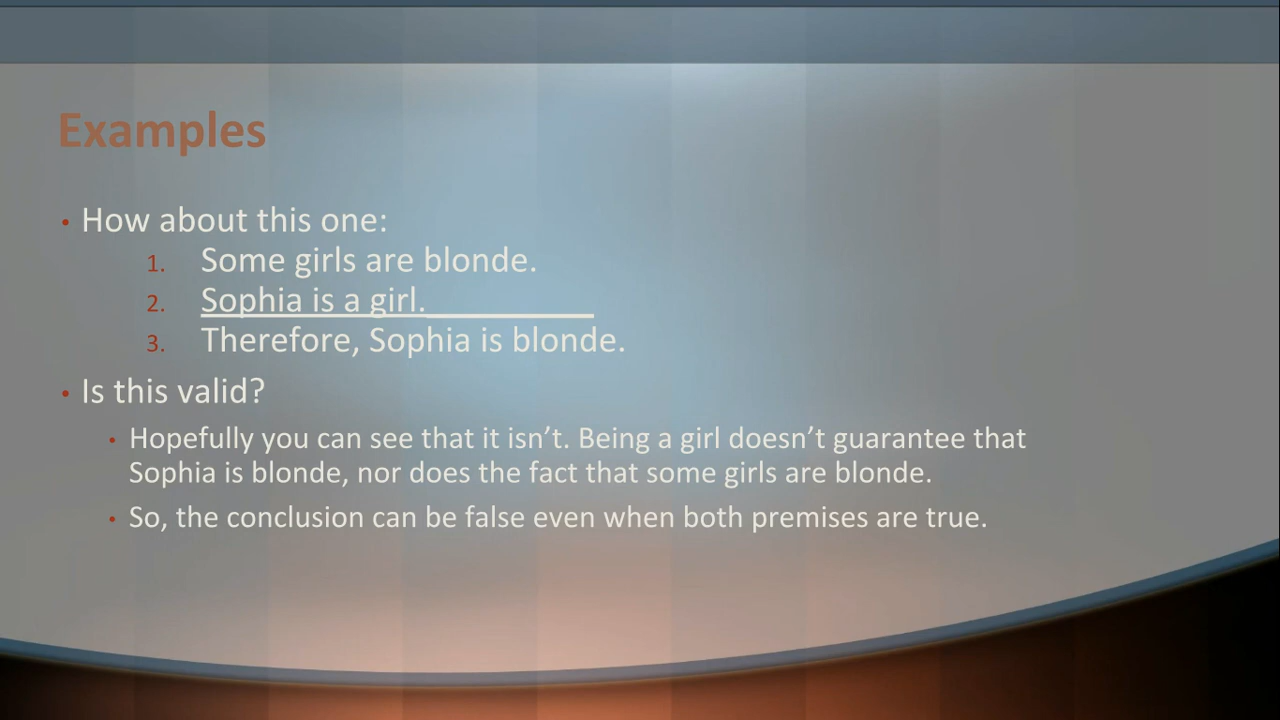 Examples
• How about this one:
1. Some girls are blonde.
2. Sophia is a girl.
3. Therefore, Sophia is blonde.
• Is this valid?
• Hopefully you can see that it isn’t. Being a girl doesn’t guarantee that
Sophia is blonde, nor does the fact that some girls are blonde.
• So, the conclusion can be false even when both premises are true.